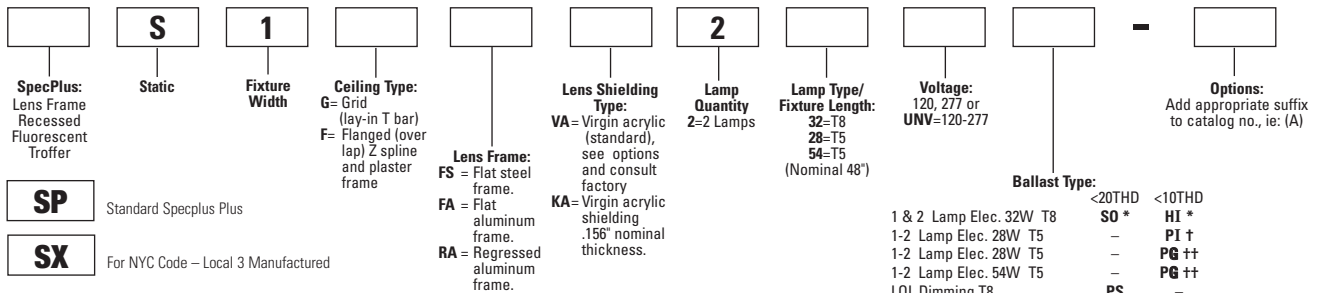 S 1 2 –
SpecPlus:
Lens Frame
Recessed
Fluorescent
Troffer
Static
Fixture
Width
Ceiling Type:
G= Grid
(lay-in T bar)
F= Flanged (over
lap) Z spline
and plaster
frame
Lens Frame:
FS = Flat steel
frame.
FA = Flat
aluminum
frame.
RA = Regressed
aluminum
frame.
Lens Shielding
Type:
VA= Virgin acrylic
(standard),
see options
and consult
factory
KA= Virgin acrylic
shielding
.156" nominal
thickness.
Lamp
Quantity
2=2 Lamps
Lamp Type/
Fixture Length:
32=T8
28=T5
54=T5
(Nominal 48")
Voltage:
120, 277 or
UNV=120-277
Options:
Add appropriate suffix
to catalog no., ie: (A)
SP Standard Specplus Plus
SX For NYC Code – Local 3 Manufactured
Ballast Type:
<20THD <10THD
1 & 2 Lamp Elec. 32W T8 SO * HI *
1-2 Lamp Elec. 28W T5 – PI †
1-2 Lamp Elec. 28W T5 – PG ††
1-2 Lamp Elec. 54W T5 – PG ††
LOL Dimming T8 PS –